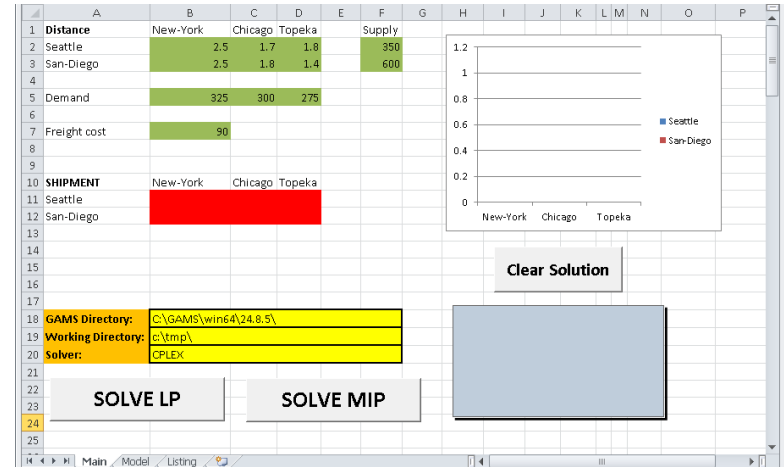 A B C D E F G H I J K L M N O P
1 Distance New-York Chicago Topeka Supply
2 Seattle 2.5 1.7 1.8 350
3 San-Diego 2.5 1.8 1.4 600
4
5 Demand 325 300 275
6
7 Freight cost 90
8
9
10 SHIPMENT New-York Chicago Topeka
11 Seattle
12 San-Diego
13
14
15
16
17
18 GAMS Directory: C:\GAMS\win64\24.8.5\
19 Working Directory: c:\tmp\
20 Solver: CPLEX
21
22
23
24
25
1.2
1
0.8
0.6
0.4
0.2
0
New-York Chicago Topeka
Seattle
San-Diego
Clear Solution
SOLVE LP SOLVE MIP
Main Model Listing